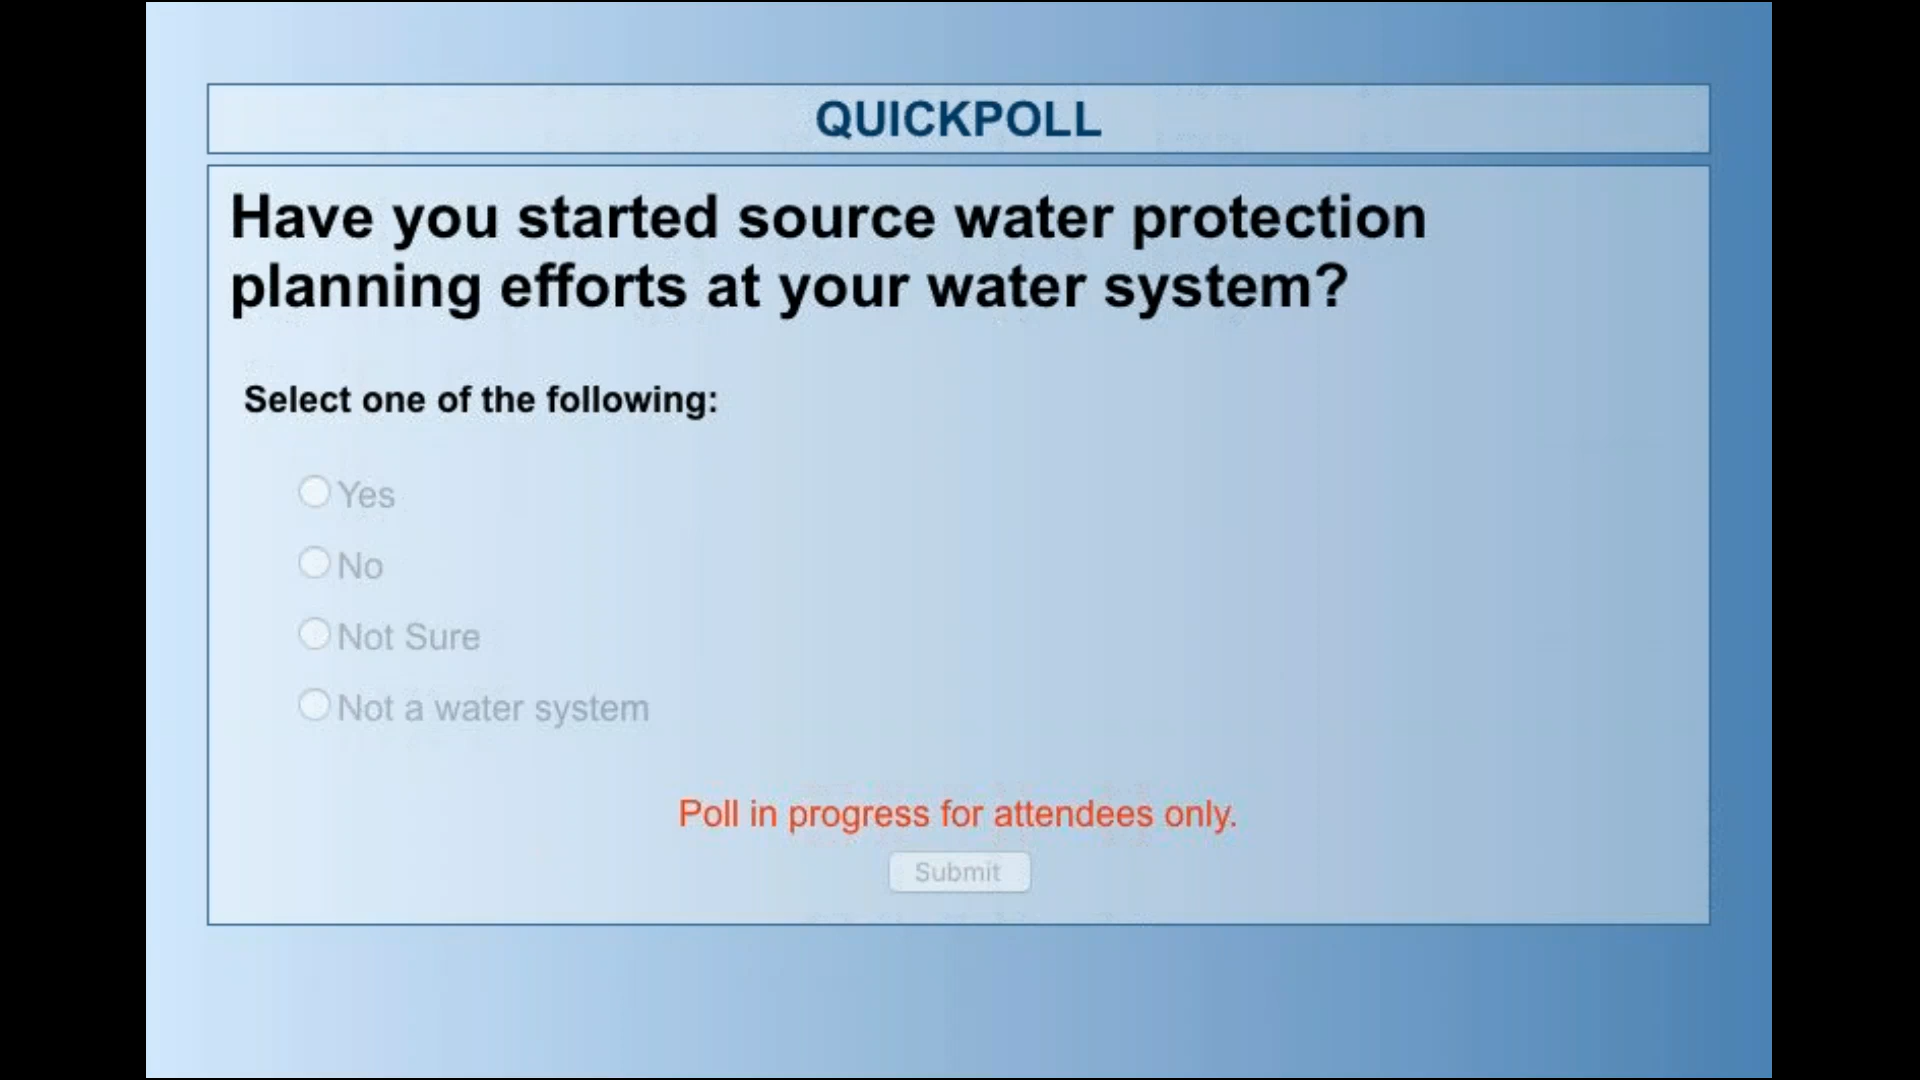 QUICKPOLL
Have you started source water protection
planning efforts at your water system?
Select one of the following:
Yes
No
Not Sure
Not a water system
Poll in progress for attendees only.
Submit